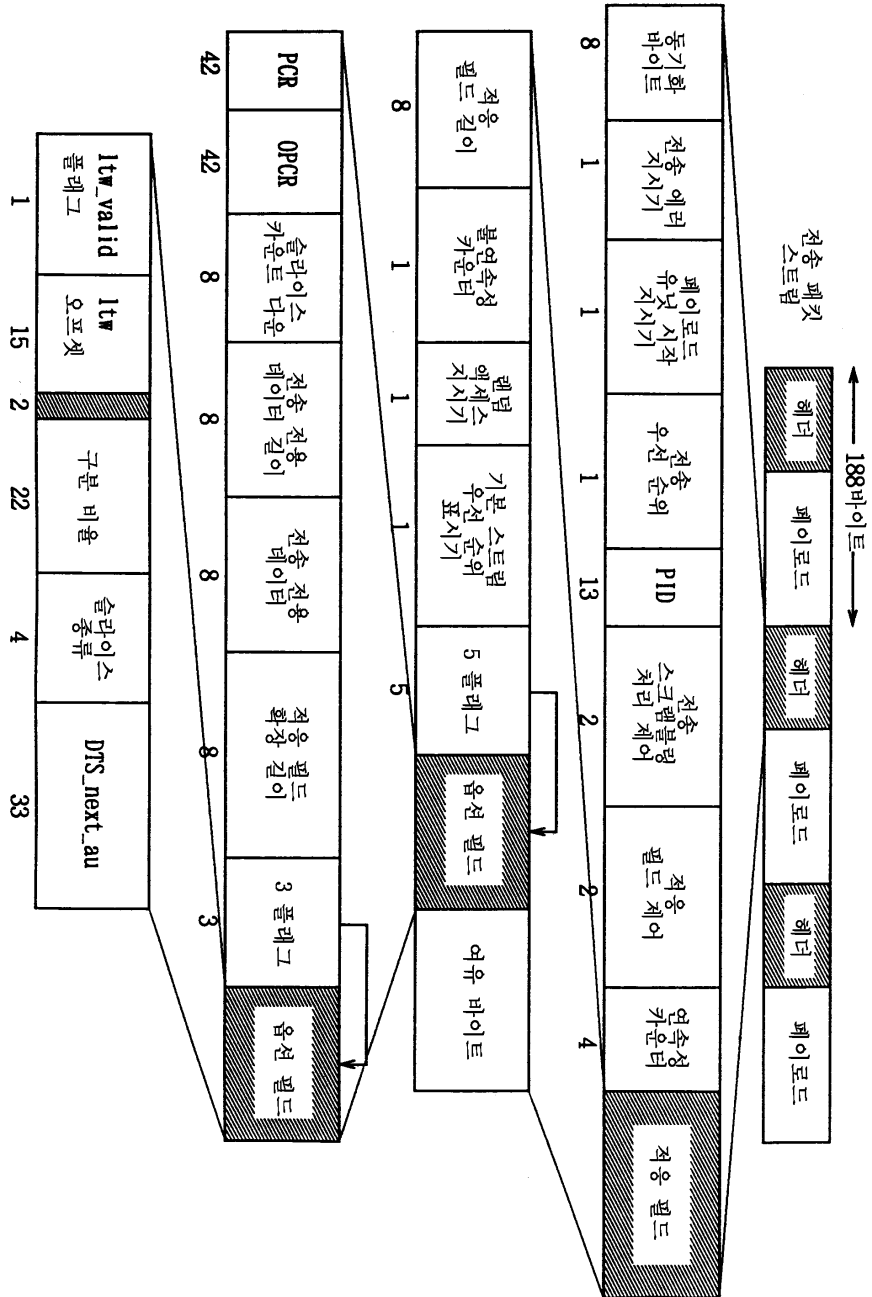 전송 패킷
스트림
188바이트
헤더
페이로드
헤더
페이로드
헤더
페이로드
동기화
바이트
전송 에러
지시기
페이로드
유닛 시작
지시기
전송
우선 순위
PID
전송
스크램블링
처리 제어
적응
필드 제어
연속성
카운터
적응 필드
8
1
1
1
13
2
2
4
적응
필드 길이
불연속성
카운터
랜덤
액세스
지시기
기본 스트림
우선 순위
표시기
5 플래그
옵션 필드
여유 바이트
8
1
1
1
5
PCR
OPCR
슬라이스
카운트 다운
전송 전용
데이터 길이
전송 전용
데이터
적응 필드
확장 길이
3 플래그
옵션 필드
42
42
8
8
8
8
3
ltw_valid
플래그
ltw
오프셋
구분 비율
슬라이스
종류
DTS_next_au
1
15
2
22
4
33